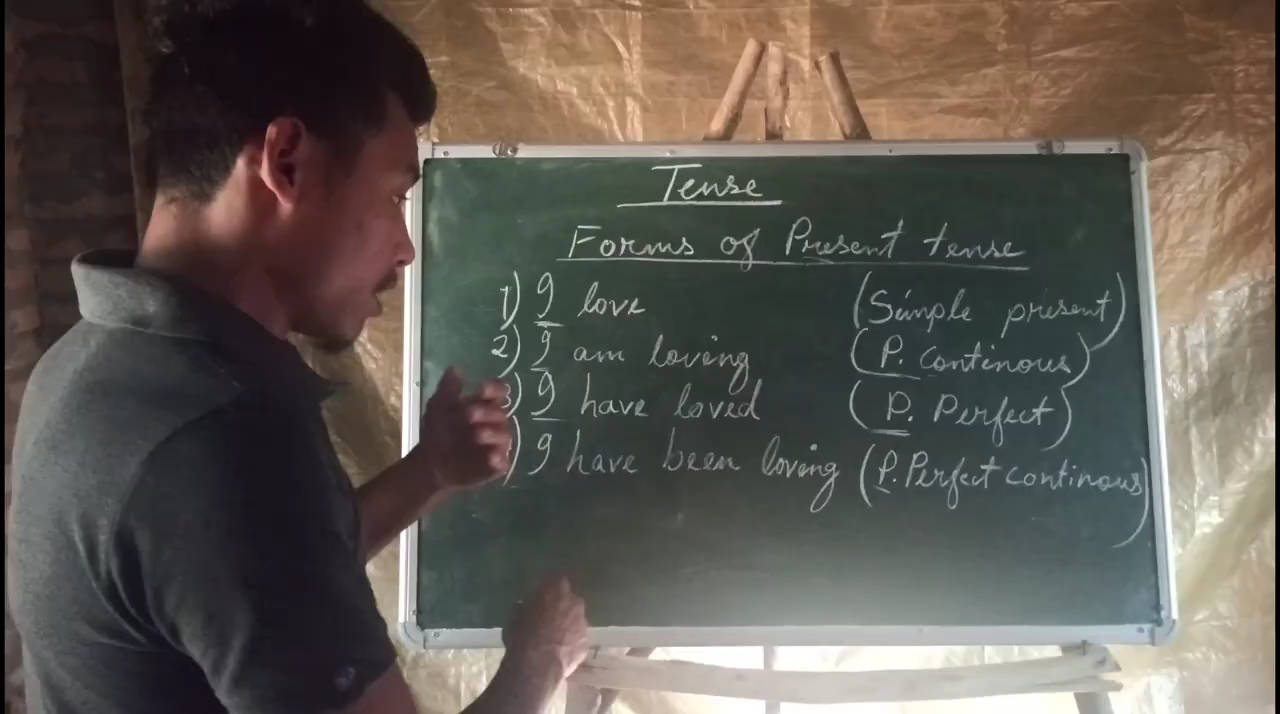 Tense
Forms of Present tense
1) I love (Simple present)
2) I am loving (P. Continous)
3) I have loved (P. Perfect)
) I have been loving (P. Perfect continous)